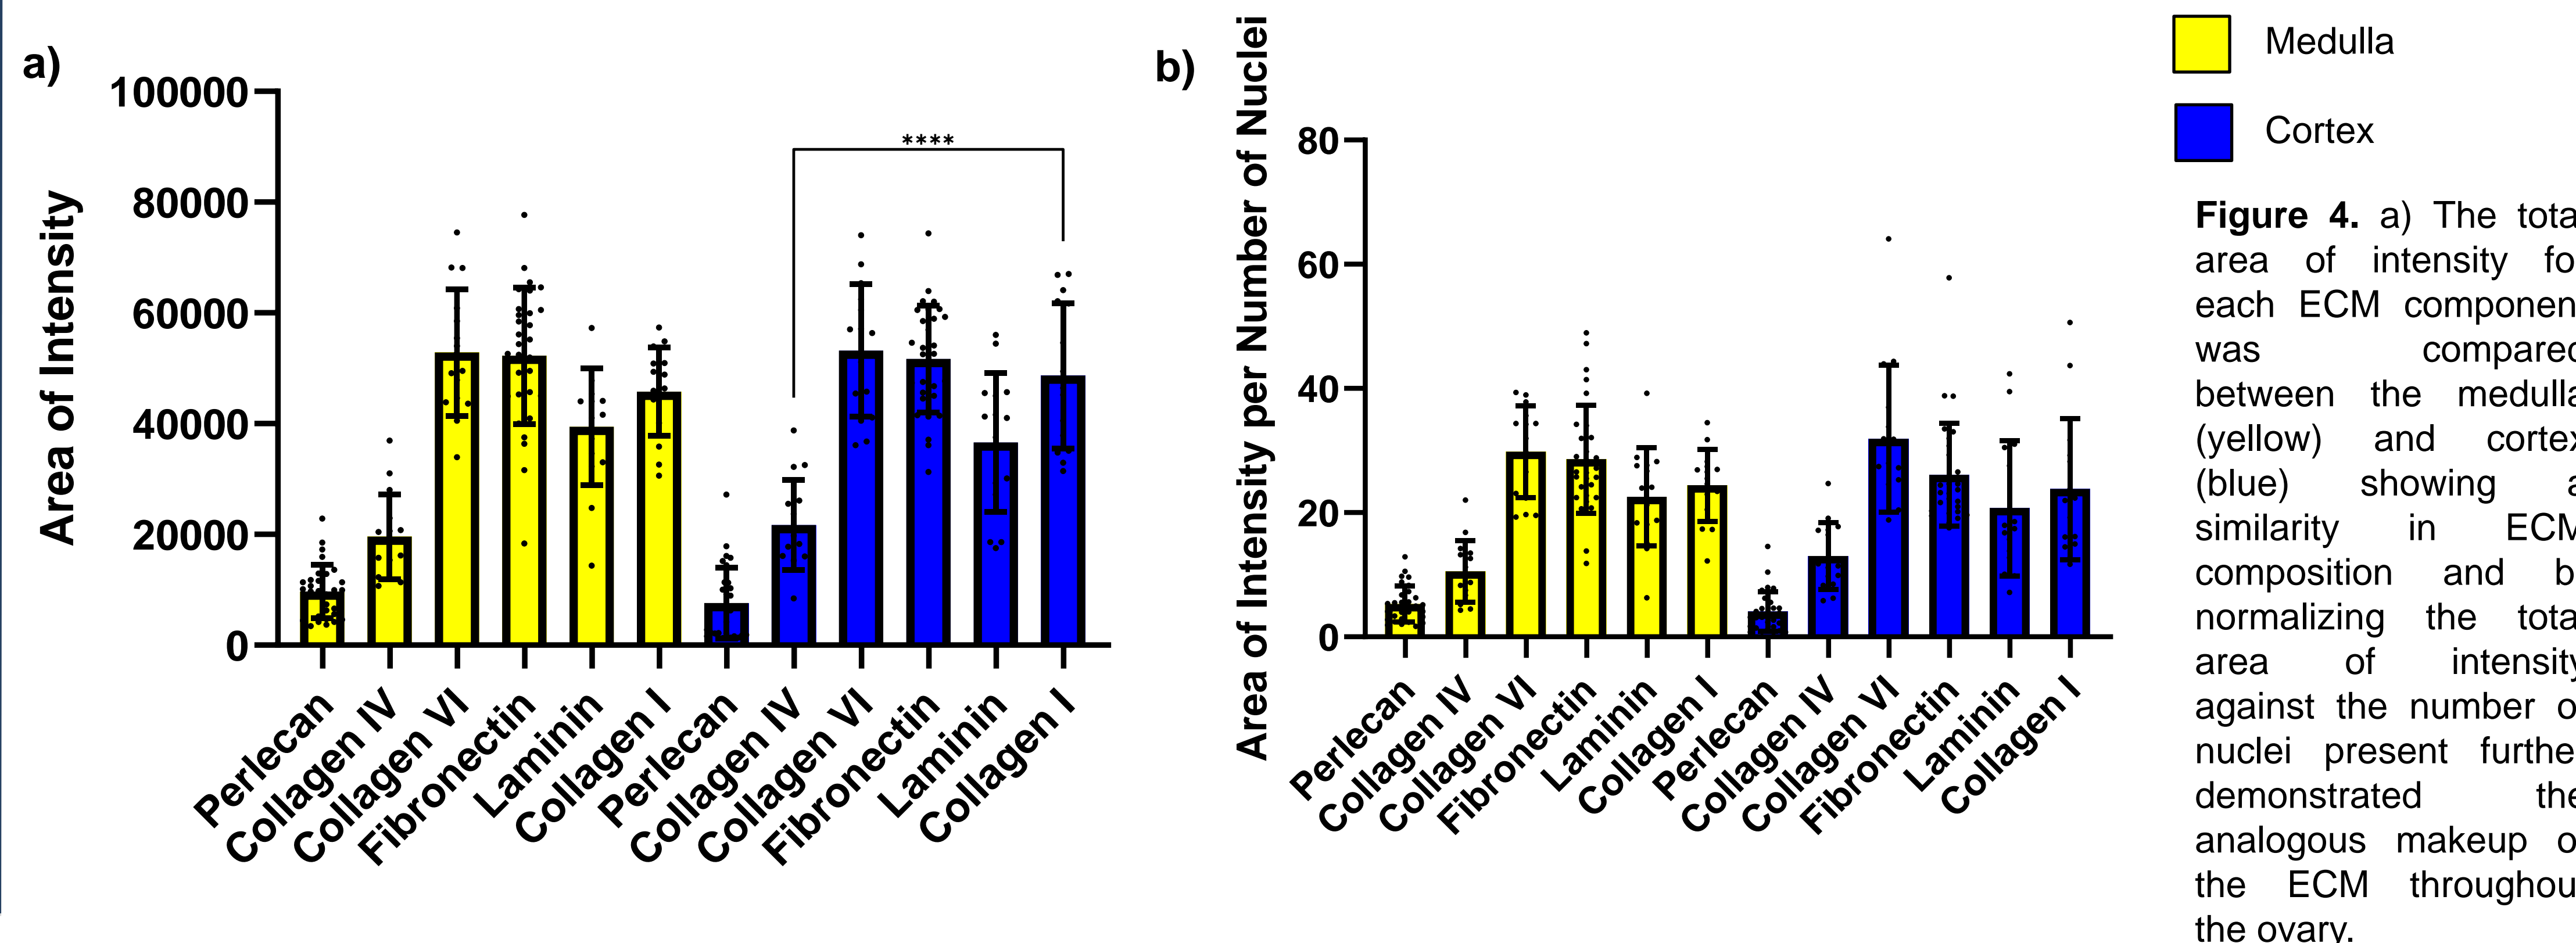 a)
100000
80000
60000
40000
20000
0
Area of Intensity
****
Perlecan
Collagen IV
Collagen VI
Fibronectin
Laminin
Collagen I
Perlecan
Collagen IV
Collagen VI
Fibronectin
Laminin
Collagen I
b)
80
60
40
20
0
Area of Intensity per Number of Nuclei
Perlecan
Collagen IV
Collagen VI
Fibronectin
Laminin
Collagen I
Perlecan
Collagen IV
Collagen VI
Fibronectin
Laminin
Collagen I
Medulla
Cortex
Figure 4. a) The tota
area of intensity fo
each ECM componen
was compared
between the medulla
(yellow) and cortex
(blue) showing a
similarity in ECM
composition and b
normalizing the tota
area of intensity
against the number o
nuclei present furthe
demonstrated the
analogous makeup o
the ECM throughou
the ovary.